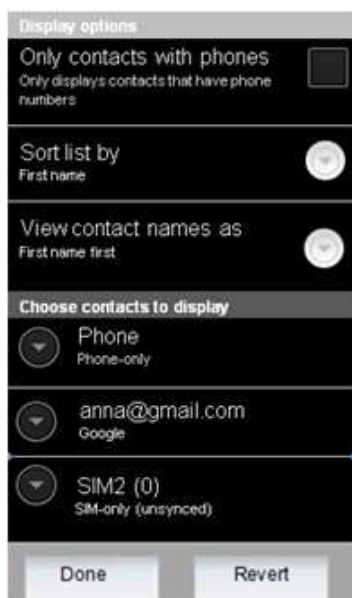 Display options
Only contacts with phones
Only displays contacts that have phone
numbers
Sort list by
First name
View contact names as
First name first
Choose contacts to display
Phone
Phone-only
anna@gmail.com
Google
SIM2 (0)
SIM-only (unsynced)
Done
Revert